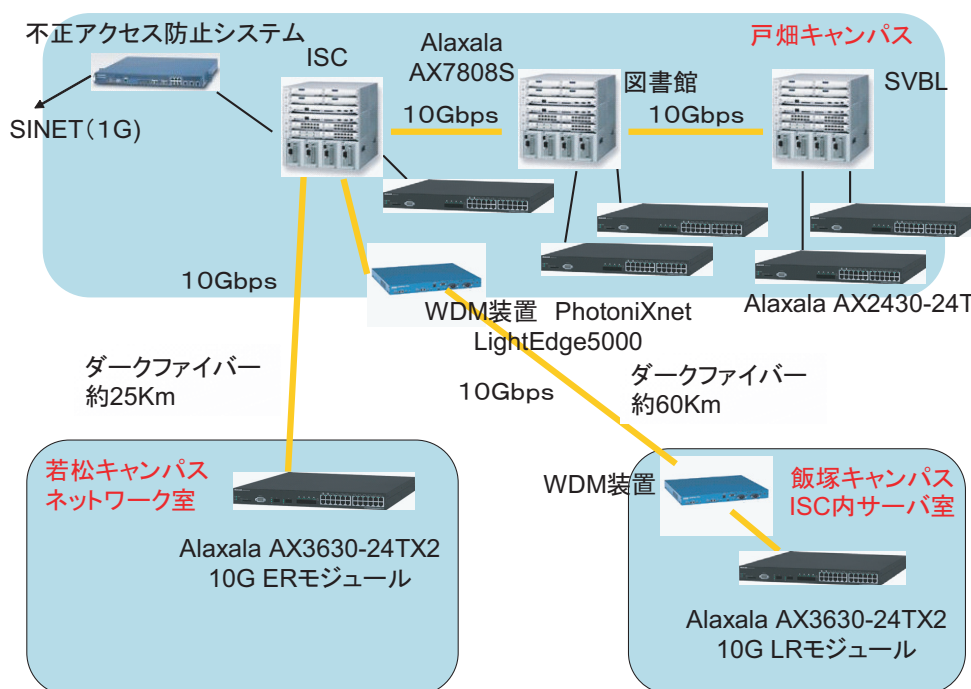 不正アクセス防止システム
ISC
Alaxala
AX7808S
図書館
戸畑キャンパス
SVBL
10Gbps
10Gbps
SINET(1G)
10Gbps
WDM装置 PhotoniXnet
LightEdge5000
Alaxala AX2430-24T
ダークファイバー
約25Km
10Gbps
ダークファイバー
約60Km
若松キャンパス
ネットワーク室
Alaxala AX3630-24TX2
10G ERモジュール
WDM装置
飯塚キャンパス
ISC内サーバ室
Alaxala AX3630-24TX2
10G LRモジュール